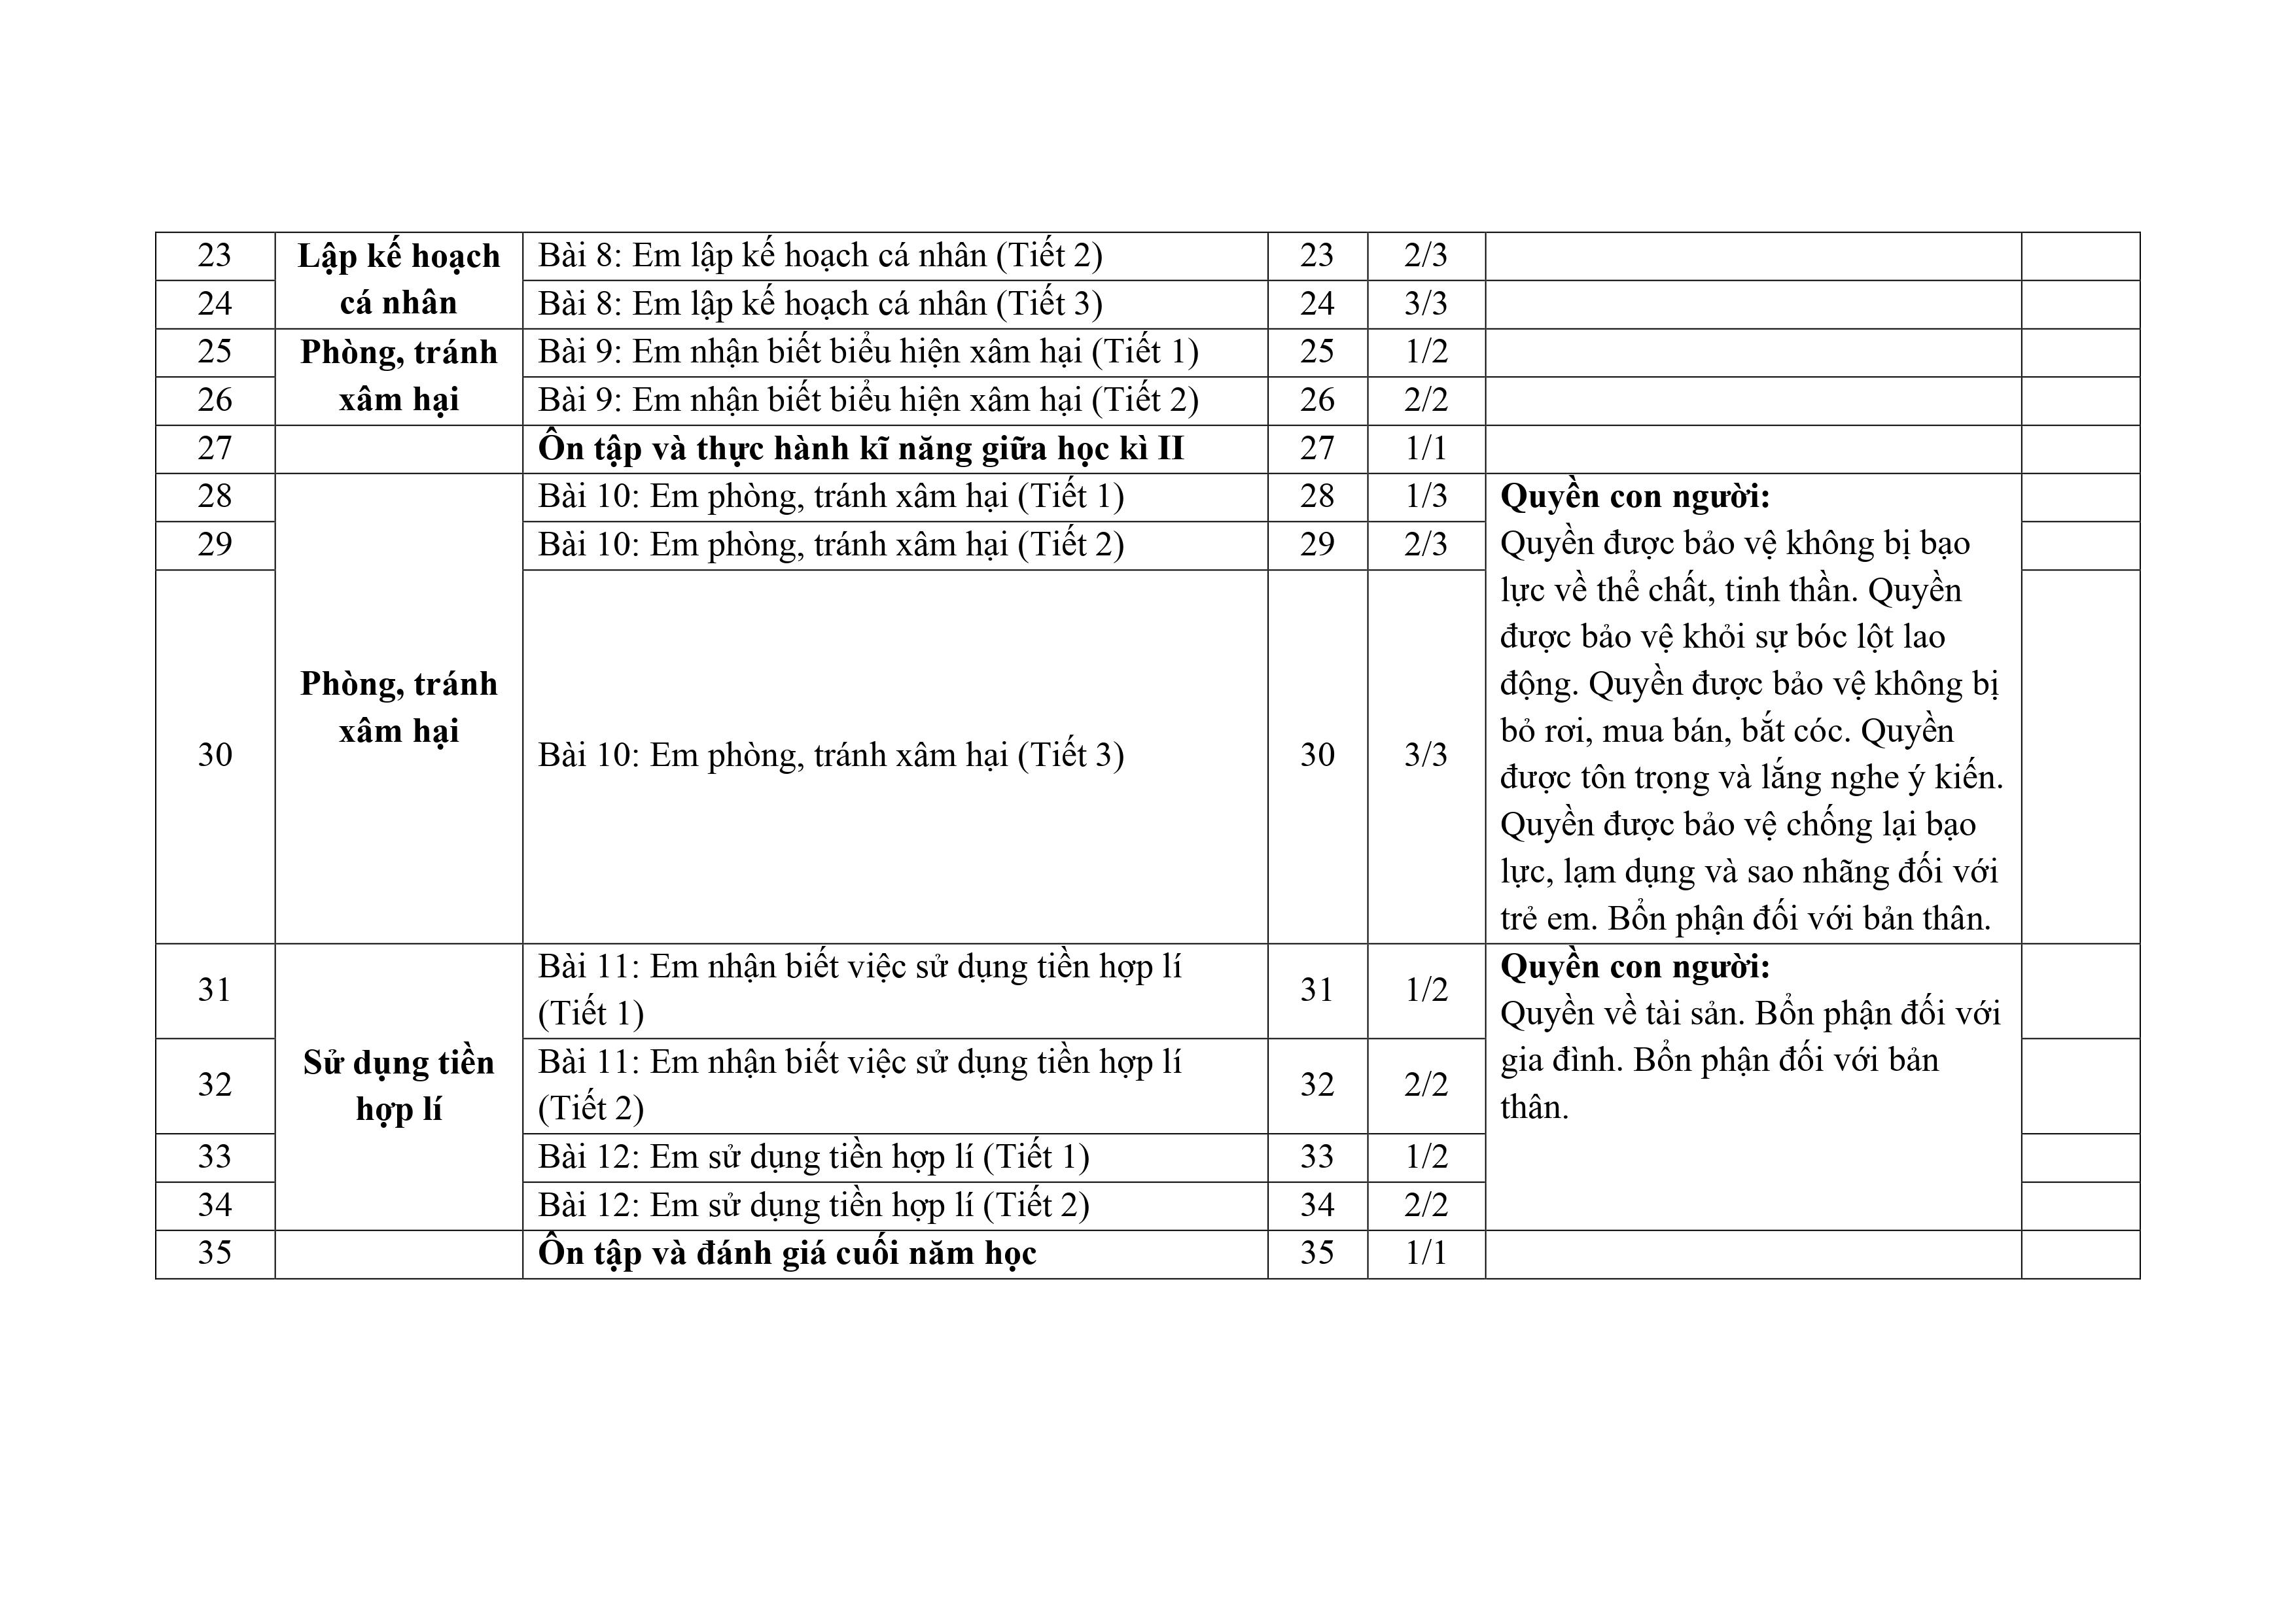 23 Lập kế hoạch cá nhân Bài 8: Em lập kế hoạch cá nhân (Tiết 2) 23 2/3
24 Bài 8: Em lập kế hoạch cá nhân (Tiết 3) 24 3/3
25 Phòng, tránh xâm hại Bài 9: Em nhận biết biểu hiện xâm hại (Tiết 1) 25 1/2
26 Bài 9: Em nhận biết biểu hiện xâm hại (Tiết 2) 26 2/2
27 Ôn tập và thực hành kĩ năng giữa học kì II 27 1/1
28 Bài 10: Em phòng, tránh xâm hại (Tiết 1) 28 1/3
29 Bài 10: Em phòng, tránh xâm hại (Tiết 2) 29 2/3
Phòng, tránh
xâm hại
30 Bài 10: Em phòng, tránh xâm hại (Tiết 3) 30 3/3
Quyền con người:
Quyền được bảo vệ không bị bạo
lực về thể chất, tinh thần. Quyền
được bảo vệ khỏi sự bóc lột lao
động. Quyền được bảo vệ không bị
bỏ rơi, mua bán, bắt cóc. Quyền
được tôn trọng và lắng nghe ý kiến.
Quyền được bảo vệ chống lại bạo
lực, lạm dụng và sao nhãng đối với
trẻ em. Bổn phận đối với bản thân.
31 Bài 11: Em nhận biết việc sử dụng tiền hợp lí
(Tiết 1) 31 1/2
Sử dụng tiền
hợp lí
32 Bài 11: Em nhận biết việc sử dụng tiền hợp lí
(Tiết 2) 32 2/2
33 Bài 12: Em sử dụng tiền hợp lí (Tiết 1) 33 1/2
34 Bài 12: Em sử dụng tiền hợp lí (Tiết 2) 34 2/2
Quyền con người:
Quyền về tài sản. Bổn phận đối với
gia đình. Bổn phận đối với bản
thân.
35 Ôn tập và đánh giá cuối năm học 35 1/1